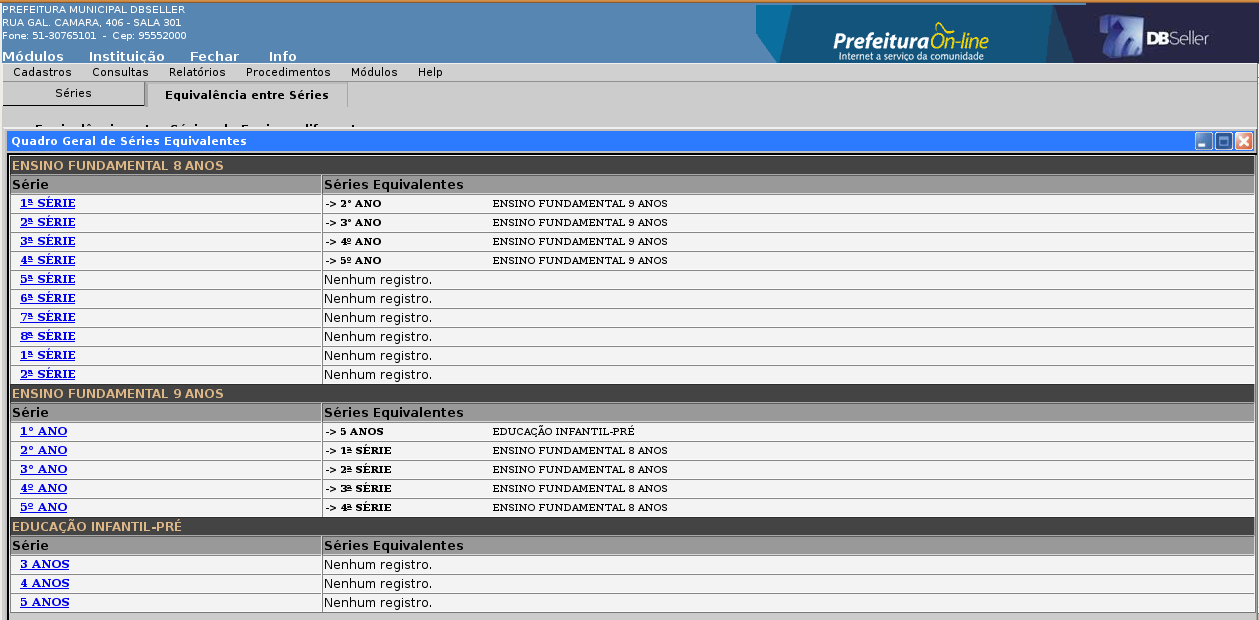 PREFEITURA MUNICIPAL DBSELLER
RUA GAL. CAMARA, 406 - SALA 301
Fone: 51-30765101 - Cep: 95552000
Prefeitura On-line
Internet a serviço da comunidade
DBSeller
Módulos Instituição Fechar Info
Cadastros Consultas Relatórios Procedimentos Módulos Help
Séries Equivalência entre Séries
Quadro Geral de Séries Equivalentes
ENSINO FUNDAMENTAL 8 ANOS
Série Séries Equivalentes
1ª SÉRIE -> 2° ANO ENSINO FUNDAMENTAL 9 ANOS
2ª SÉRIE -> 3° ANO ENSINO FUNDAMENTAL 9 ANOS
3ª SÉRIE -> 4º ANO ENSINO FUNDAMENTAL 9 ANOS
4ª SÉRIE -> 5º ANO ENSINO FUNDAMENTAL 9 ANOS
5ª SÉRIE Nenhum registro.
6ª SÉRIE Nenhum registro.
7ª SÉRIE Nenhum registro.
8ª SÉRIE Nenhum registro.
1ª SÉRIE Nenhum registro.
2ª SÉRIE Nenhum registro.
ENSINO FUNDAMENTAL 9 ANOS
Série Séries Equivalentes
1° ANO -> 5 ANOS EDUCAÇÃO INFANTIL-PRÉ
2° ANO -> 1ª SÉRIE ENSINO FUNDAMENTAL 8 ANOS
3° ANO -> 2ª SÉRIE ENSINO FUNDAMENTAL 8 ANOS
4º ANO -> 3ª SÉRIE ENSINO FUNDAMENTAL 8 ANOS
5º ANO -> 4ª SÉRIE ENSINO FUNDAMENTAL 8 ANOS
EDUCAÇÃO INFANTIL-PRÉ
Série Séries Equivalentes
3 ANOS Nenhum registro.
4 ANOS Nenhum registro.
5 ANOS Nenhum registro.